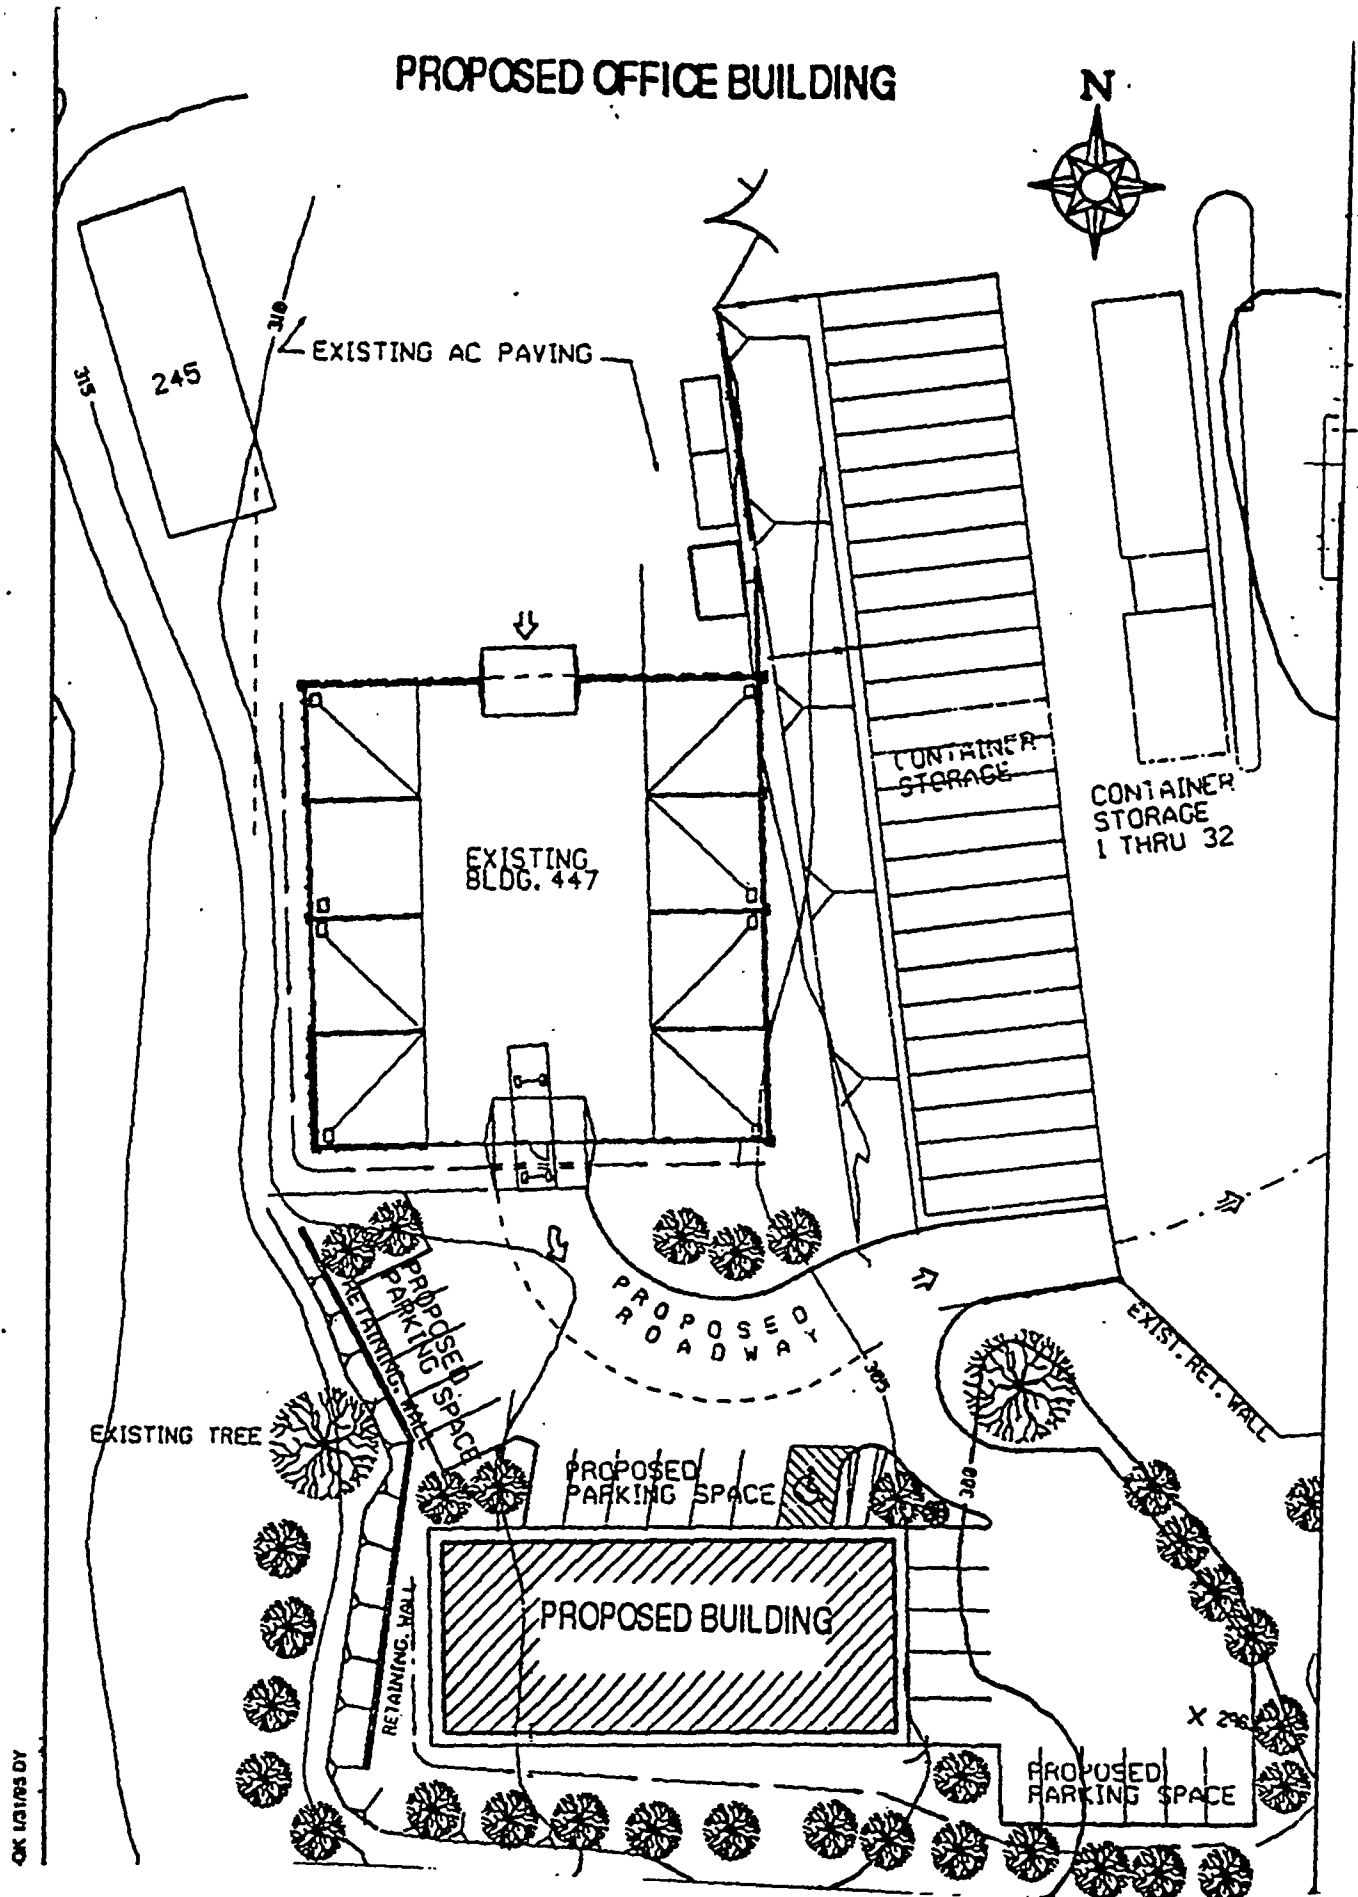 PROPOSED OFFICE BUILDING
N
310
EXISTING AC PAVING
315
245
CONTAINER
STORAGE
CONTAINER
STORAGE
1 THRU 32
EXISTING
BLDG. 447
PROPOSED
ROADWAY
PROPOSED
PARKING SPACE
RETAINING. WALL
EXIST. RET. WALL
305
EXISTING TREE
PROPOSED
PARKING SPACE
300
PROPOSED BUILDING
RETAINING. WALL
X 296
PROPOSED
PARKING SPACE